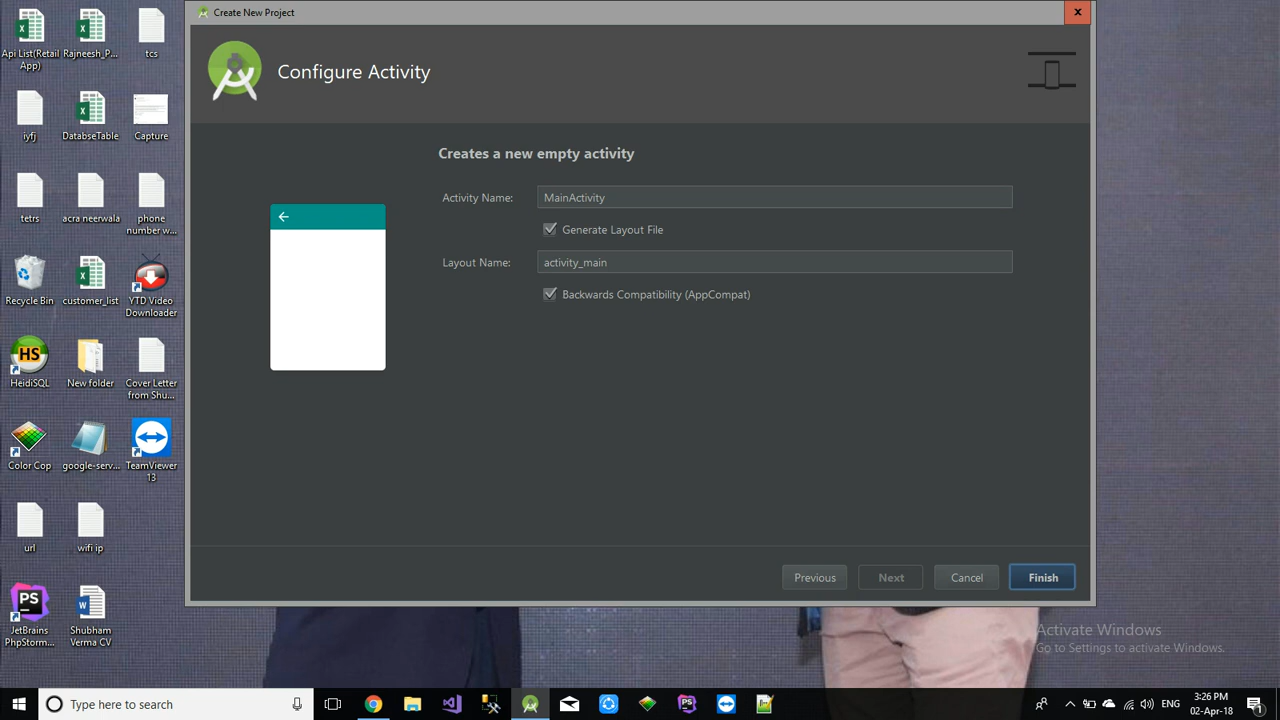 Create New Project
x
Configure Activity
Creates a new empty activity
Activity Name:
MainActivity
Generate Layout File
Layout Name:
activity_main
Backwards Compatibility (AppCompat)
Previous
Next
Cancel
Finish
Api List(Retail
App)
Rajneesh_P...
tcs
iyfj
DatabseTable
Capture
tetrs
acra neerwala
phone
number w...
Recycle Bin
customer_list
YTD Video
Downloader
HS
HeidiSQL
New folder
Cover Letter
from Shu...
Color Cop
google-serv...
TeamViewer
13
url
wifi ip
PS
JetBrains
PhpStorm...
Shubham
Verma CV
Activate Windows
Go to Settings to activate Windows.
Type here to search
PS
ENG
3:26 PM
02-Apr-18
1